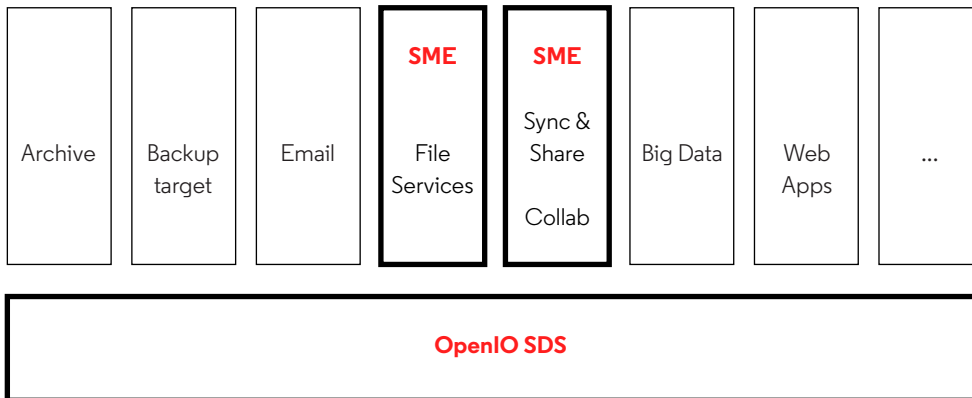 SME
SME
Archive
Backup
target
Email
File
Services
Sync &
Share
Collab
Big Data
Web
Apps
...
OpenIO SDS